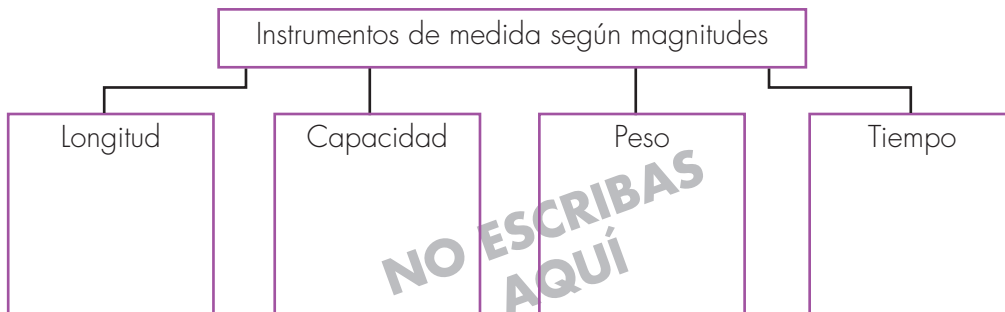 Instrumentos de medida según magnitudes
Longitud
Capacidad
Peso
Tiempo
NO ESCRIBAS
AQUÍ